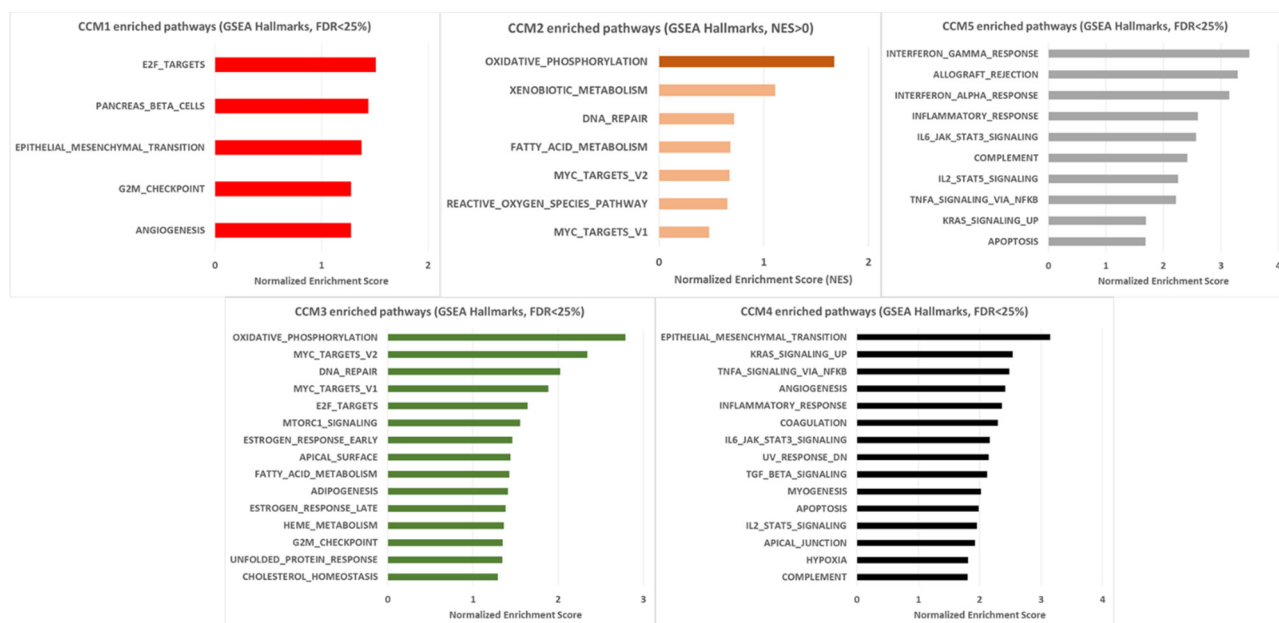 CCM1 enriched pathways (GSEA Hallmarks, FDR<25%)
E2F_TARGETS
PANCREAS_BETA_CELLS
EPITHELIAL_MESENCHYMAL_TRANSITION
G2M_CHECKPOINT
ANGIOGENESIS
0 1 2
Normalized Enrichment Score
CCM2 enriched pathways (GSEA Hallmarks, NES>0)
OXIDATIVE_PHOSPHORYLATION
XENOBIOTIC_METABOLISM
DNA_REPAIR
FATTY_ACID_METABOLISM
MYC_TARGETS_V2
REACTIVE_OXYGEN_SPECIES_PATHWAY
MYC_TARGETS_V1
0 1 2
Normalized Enrichment Score (NES)
CCM5 enriched pathways (GSEA Hallmarks, FDR<25%)
INTERFERON_GAMMA_RESPONSE
ALLOGRAFT_REJECTION
INTERFERON_ALPHA_RESPONSE
INFLAMMATORY_RESPONSE
IL6_JAK_STAT3_SIGNALING
COMPLEMENT
IL2_STAT5_SIGNALING
TNFA_SIGNALING_VIA_NFKB
KRAS_SIGNALING_UP
APOPTOSIS
0 1 2 3 4
Normalized Enrichment Score
CCM3 enriched pathways (GSEA Hallmarks, FDR<25%)
OXIDATIVE_PHOSPHORYLATION
MYC_TARGETS_V2
DNA_REPAIR
MYC_TARGETS_V1
E2F_TARGETS
MTORC1_SIGNALING
ESTROGEN_RESPONSE_EARLY
APICAL_SURFACE
FATTY_ACID_METABOLISM
ADIPOGENESIS
ESTROGEN_RESPONSE_LATE
HEME_METABOLISM
G2M_CHECKPOINT
UNFOLDED_PROTEIN_RESPONSE
CHOLESTEROL_HOMEOSTASIS
0 1 2 3
Normalized Enrichment Score
CCM4 enriched pathways (GSEA Hallmarks, FDR<25%)
EPITHELIAL_MESENCHYMAL_TRANSITION
KRAS_SIGNALING_UP
TNFA_SIGNALING_VIA_NFKB
ANGIOGENESIS
INFLAMMATORY_RESPONSE
COAGULATION
IL6_JAK_STAT3_SIGNALING
UV_RESPONSE_DN
TGF_BETA_SIGNALING
MYOGENESIS
APOPTOSIS
IL2_STAT5_SIGNALING
APICAL_JUNCTION
HYPOXIA
COMPLEMENT
0 1 2 3 4
Normalized Enrichment Score